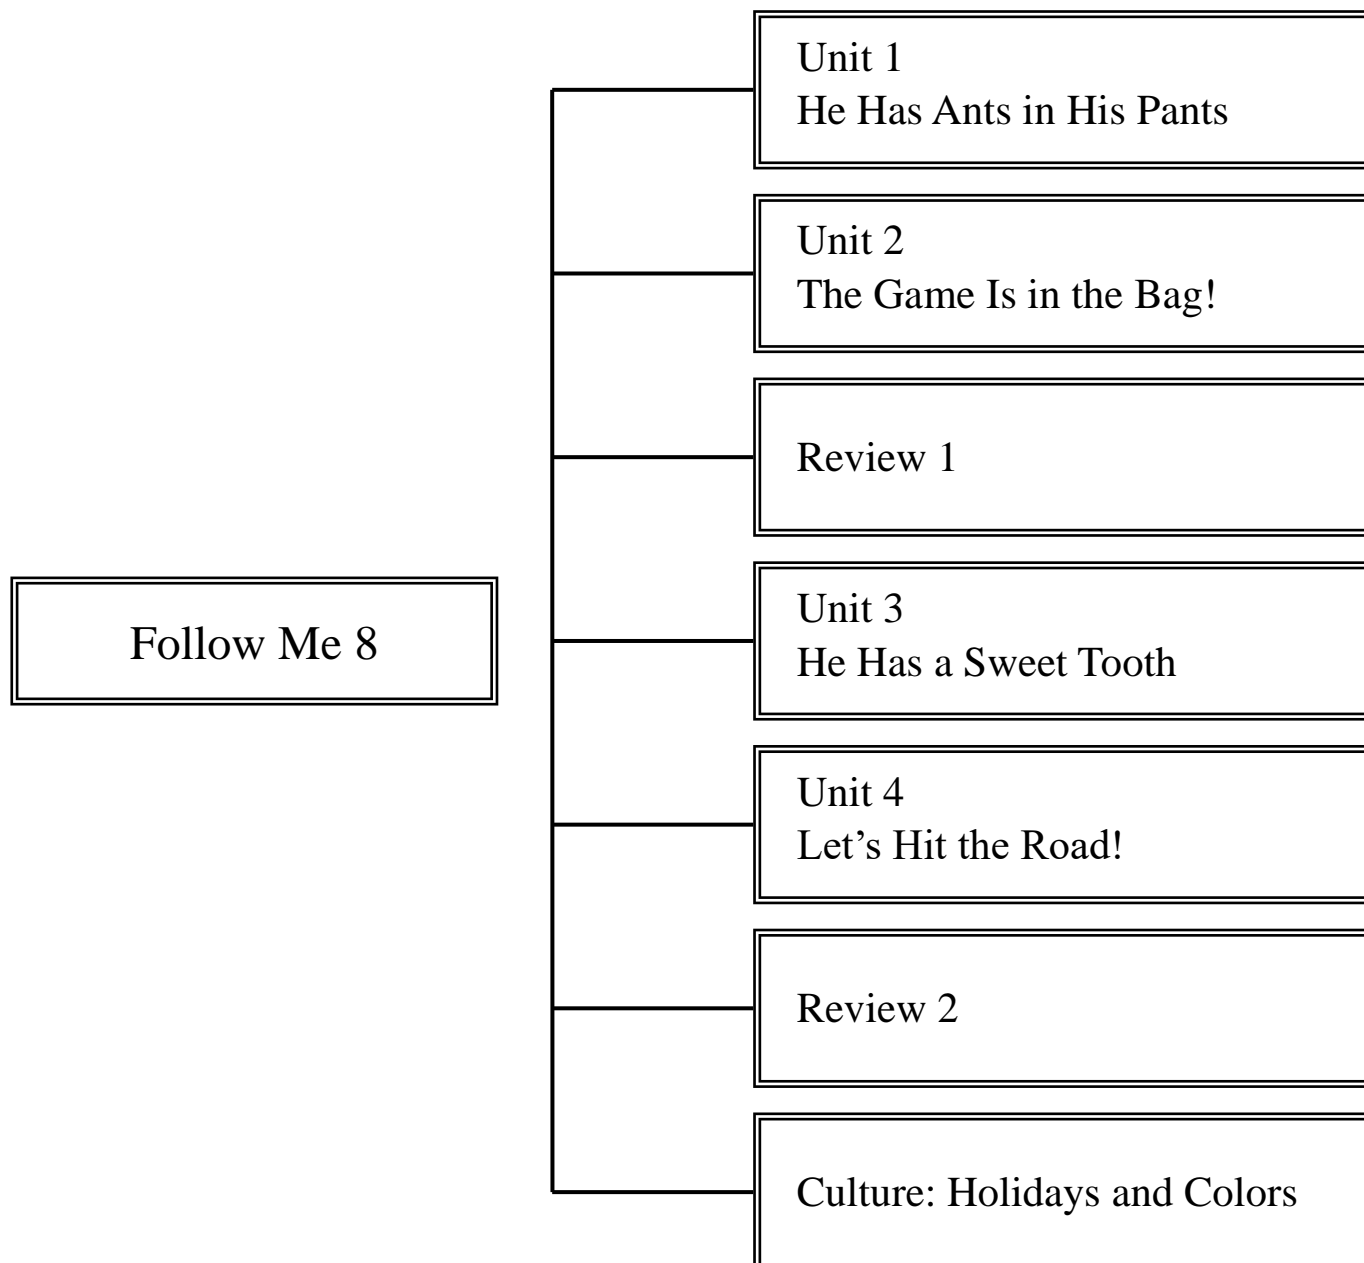 Follow Me 8
Unit 1
He Has Ants in His Pants
Unit 2
The Game Is in the Bag!
Review 1
Unit 3
He Has a Sweet Tooth
Unit 4
Let’s Hit the Road!
Review 2
Culture: Holidays and Colors